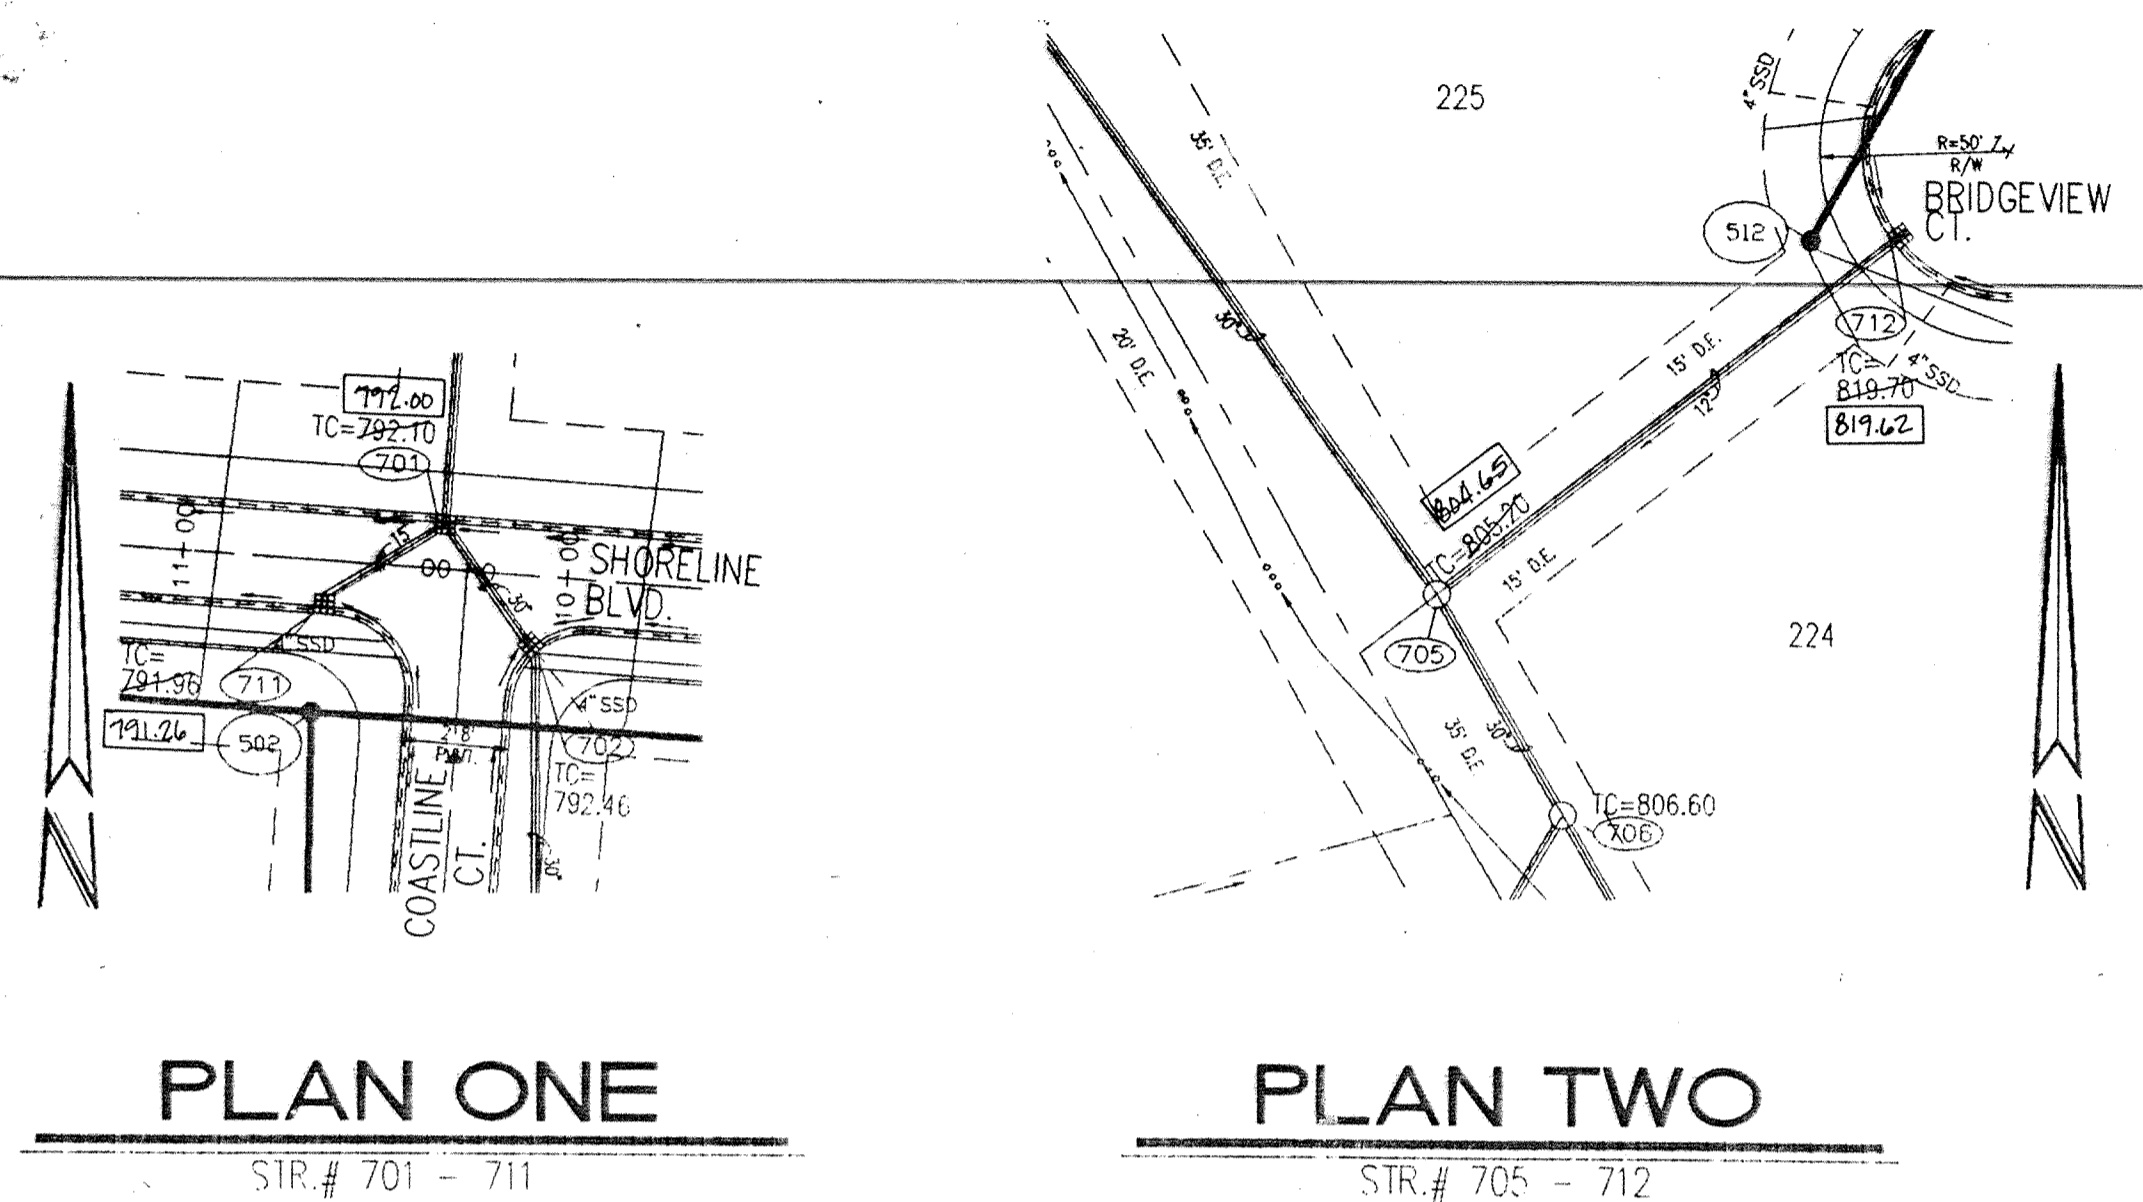 792.00
TC=792.10
701
15"
11+00
10+00
00
SHORELINE
BLVD.
30"
4" SSD
TC=
791.96
711
791.26
502
28'
PVMT.
4" SSD
702
TC=
792.46
30"
COASTLINE
CT.
PLAN ONE
STR.# 701 - 711
225
4" SSD
35' D.E.
R=50'
R/W
BRIDGEVIEW
CT.
512
712
TC=
819.70
819.62
4" SSD
20' D.E.
30"
15' D.E.
12"
804.65
TC=805.20
15' D.E.
705
224
35' D.E.
30"
TC=806.60
706
PLAN TWO
STR.# 705 - 712